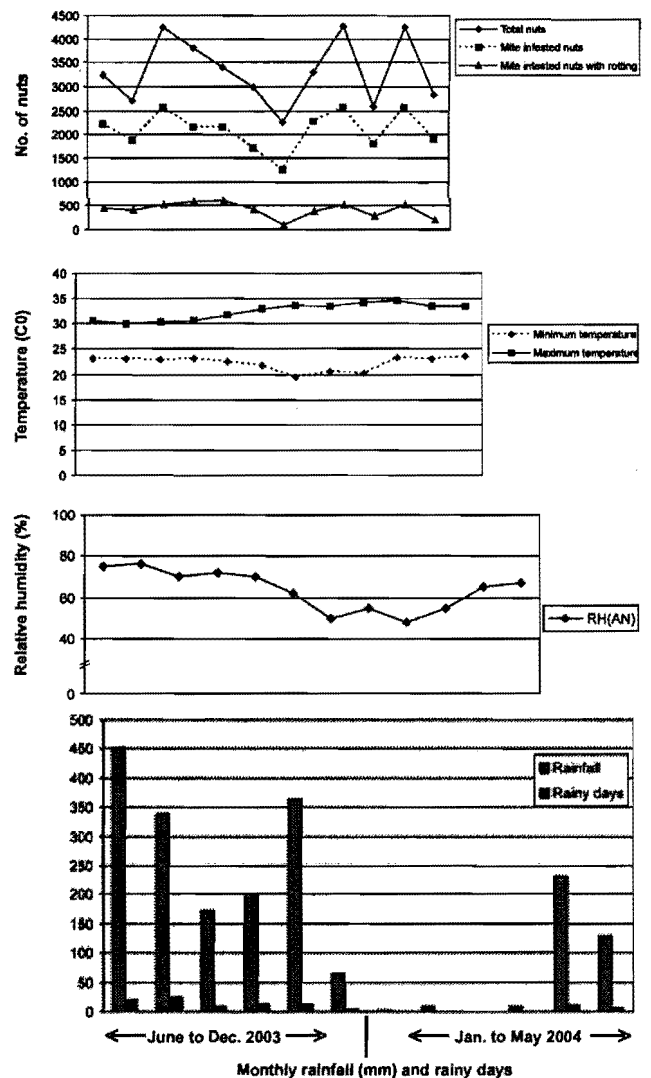 No. of nuts
4500
4000
3500
3000
2500
2000
1500
1000
500
0
Total nuts
Mite infested nuts
Mite infested nuts with rotting
Temperature (C0)
40
35
30
25
20
15
10
5
0
Minimum temperature
Maximum temperature
Relative humidity (%)
100
80
60
40
0
RH(AN)
500
450
400
350
300
250
200
150
100
50
0
Rainfall
Rainy days
June to Dec. 2003
Jan. to May 2004
Monthly rainfall (mm) and rainy days